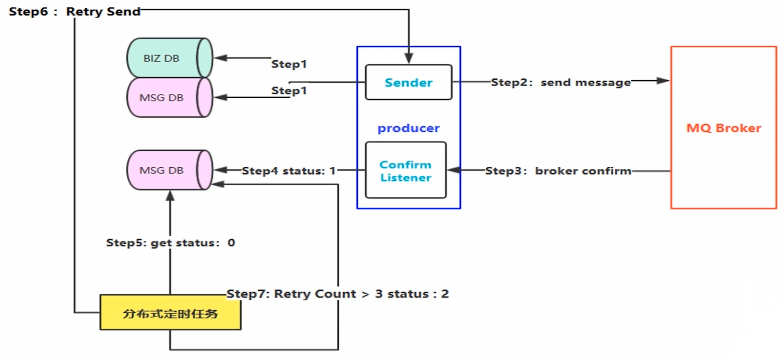 Step6 :  Retry Send
BIZ DB
Step1
MSG DB
Step1
Sender
Step2:  send message
producer
MQ Broker
MSG DB
Step4 status: 1
Confirm
Listener
Step3:  broker confirm
Step5: get status:  0
Step7: Retry Count > 3 status : 2
分布式定时任务